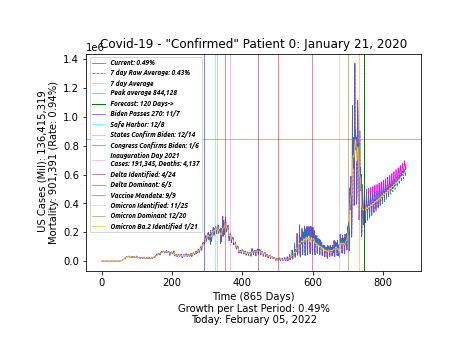 Covid-19 - "Confirmed" Patient 0: January 21, 2020
1e6
1.4
1.2
1.0
0.8
0.6
0.4
0.2
0.0
US Cases (Mill): 136,415,319
Mortality: 901,391 (Rate: 0.94%)
Current: 0.49%
7 day Raw Average: 0.43%
7 day Average
Peak average 844,128
Forecast: 120 Days->
Biden Passes 270: 11/7
Safe Harbor: 12/8
States Confirm Biden: 12/14
Congress Confirms Biden: 1/6
Inauguration Day 2021
Cases: 191,345, Deaths: 4,137
Delta Identified: 4/24
Delta Dominant: 6/5
Vaccine Mandate: 9/9
Omicron Identified: 11/25
Omicron Dominant 12/20
Omicron Ba.2 Identified 1/21
0
200
400
600
800
Time (865 Days)
Growth per Last Period: 0.49%
Today: February 05, 2022